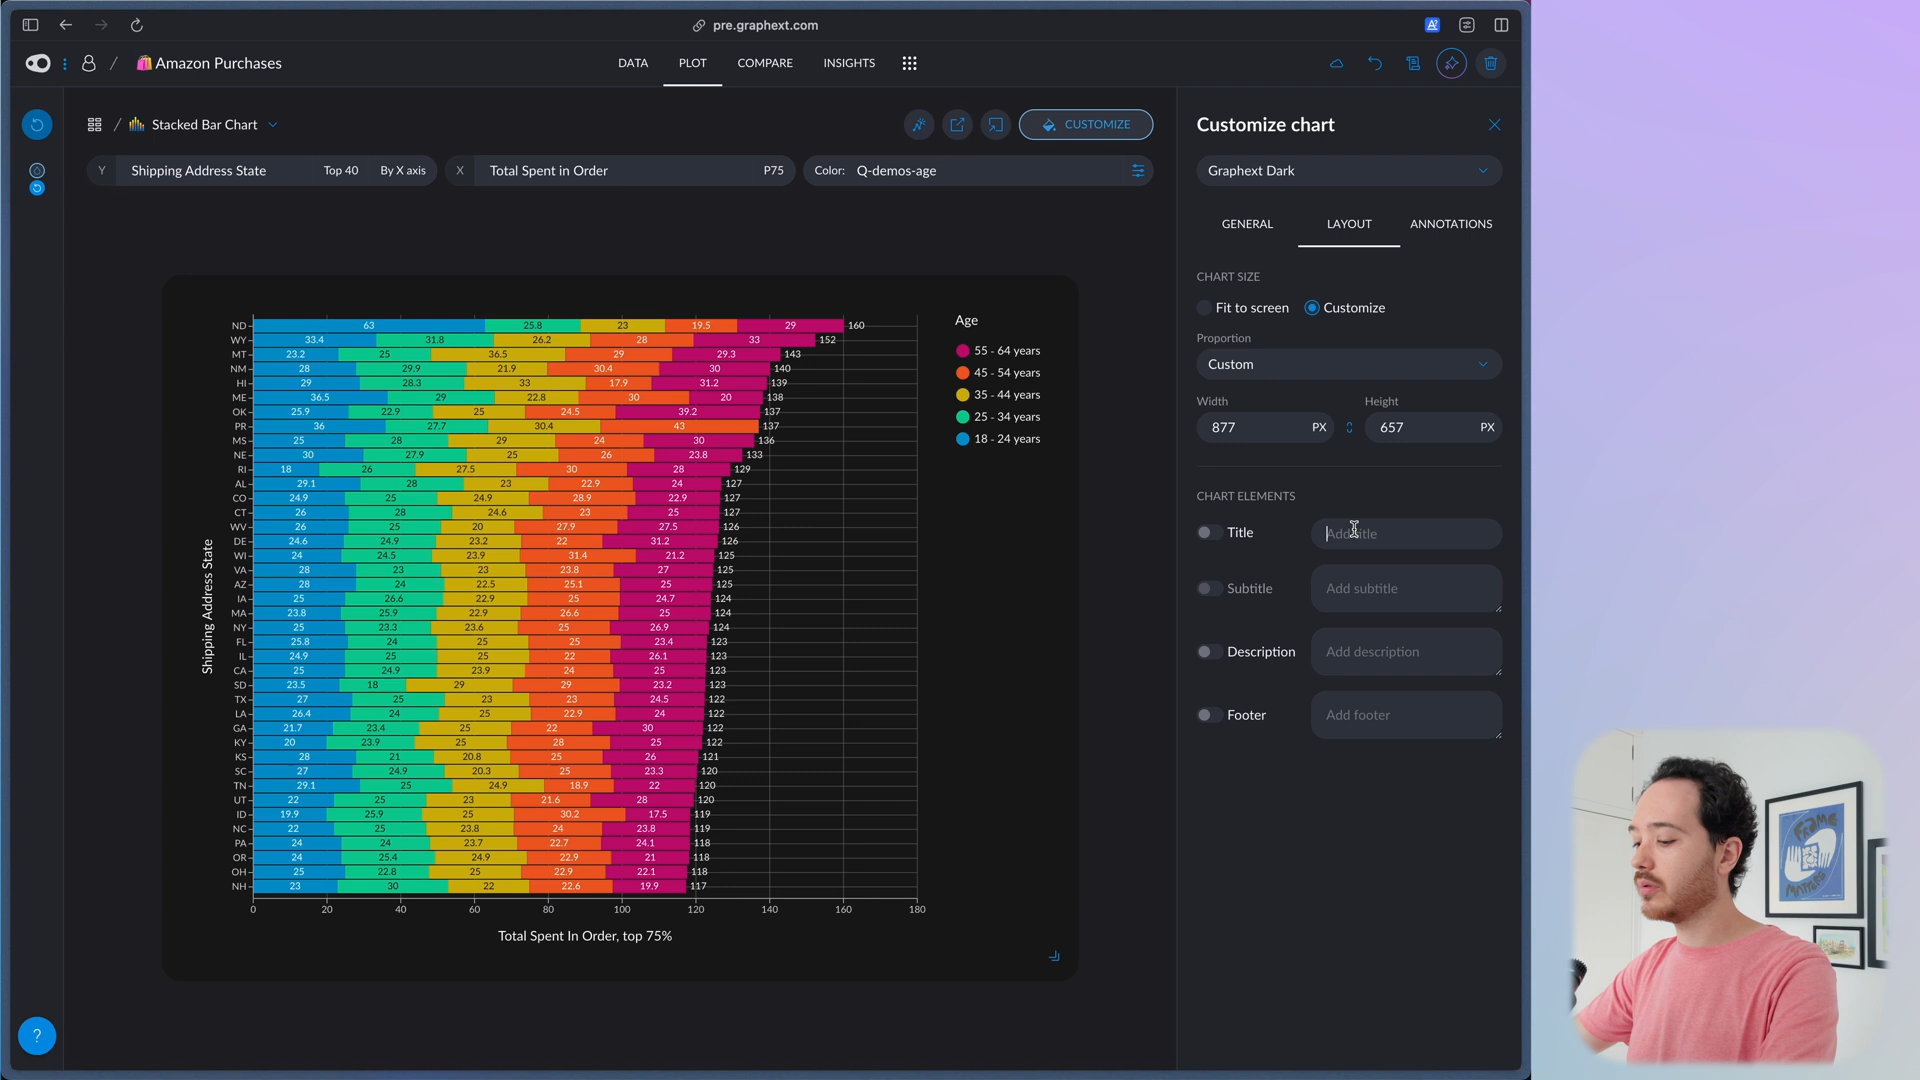 pre.graphext.com
Amazon Purchases
DATA
PLOT
COMPARE
INSIGHTS
/ Stacked Bar Chart
CUSTOMIZE
Y Shipping Address State Top 40 By X axis
X Total Spent in Order P75
Color: Q-demos-age
Shipping Address State
ND 63 25.8 23 19.5 29 160
WY 33.4 31.8 26.2 28 33 152
MT 23.2 25 36.5 29 29.3 143
NM 28 29.9 21.9 30.4 30 140
HI 29 28.3 33 17.9 31.2 139
ME 36.5 29 22.8 30 20 138
OK 25.9 22.9 25 24.5 39.2 137
PR 36 27.7 30.4 43 137
MS 25 28 29 24 30 136
NE 30 27.9 25 26 23.8 133
RI 18 26 27.5 30 28 129
AL 29.1 28 23 22.9 24 127
CO 24.9 25 24.9 28.9 22.9 127
CT 26 28 24.6 23 25 127
WV 26 25 20 27.9 27.5 126
DE 24.6 24.9 23.2 22 31.2 126
WI 24 24.5 23.9 31.4 21.2 125
VA 28 23 23 23.8 27 125
AZ 28 24 22.5 25.1 25 125
IA 25 26.6 22.9 25 24.7 124
MA 23.8 25.9 22.9 26.6 25 124
NY 25 23.3 23.6 25 26.9 124
FL 25.8 24 25 25 23.4 123
IL 24.9 25 25 22 26.1 123
CA 25 24.9 23.9 24 25 123
SD 23.5 18 29 29 23.2 123
TX 27 25 23 23 24.5 122
LA 26.4 24 25 22.9 24 122
GA 21.7 23.4 25 22 30 122
KY 20 23.9 25 28 25 122
KS 28 21 20.8 25 26 121
SC 27 24.9 20.3 25 23.3 120
TN 29.1 25 24.9 18.9 22 120
UT 22 25 23 21.6 28 120
ID 19.9 25.9 25 30.2 17.5 119
NC 22 25 23.8 24 23.8 119
PA 24 24 23.7 22.7 24.1 118
OR 24 25.4 24.9 22.9 21 118
OH 25 22.8 25 22.9 22.1 118
NH 23 30 22 22.6 19.9 117
0 20 40 60 80 100 120 140 160 180
Total Spent In Order, top 75%
Age
55 - 64 years
45 - 54 years
35 - 44 years
25 - 34 years
18 - 24 years
Customize chart
Graphext Dark
GENERAL
LAYOUT
ANNOTATIONS
CHART SIZE
Fit to screen
Customize
Proportion
Custom
Width
Height
877 PX
657 PX
CHART ELEMENTS
Title
Add title
Subtitle
Add subtitle
Description
Add description
Footer
Add footer
?
FRAME
MATTERS